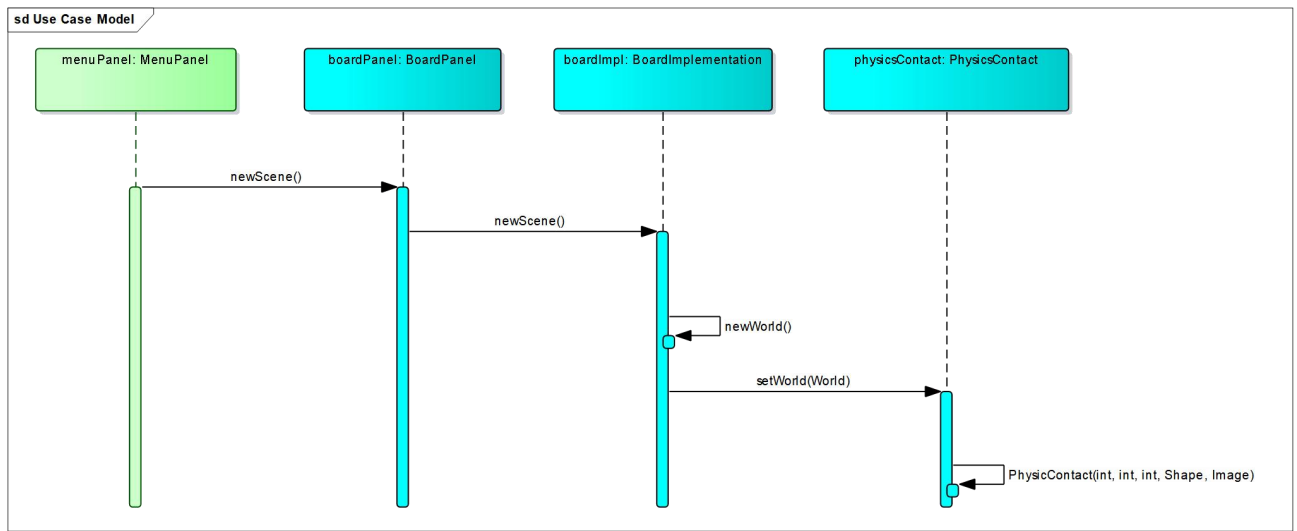 sd Use Case Model
menuPanel: MenuPanel
boardPanel: BoardPanel
boardImpl: BoardImplementation
physicsContact: PhysicsContact
newScene()
newScene()
newWorld()
setWorld(World)
PhysicContact(int, int, int, Shape, Image)